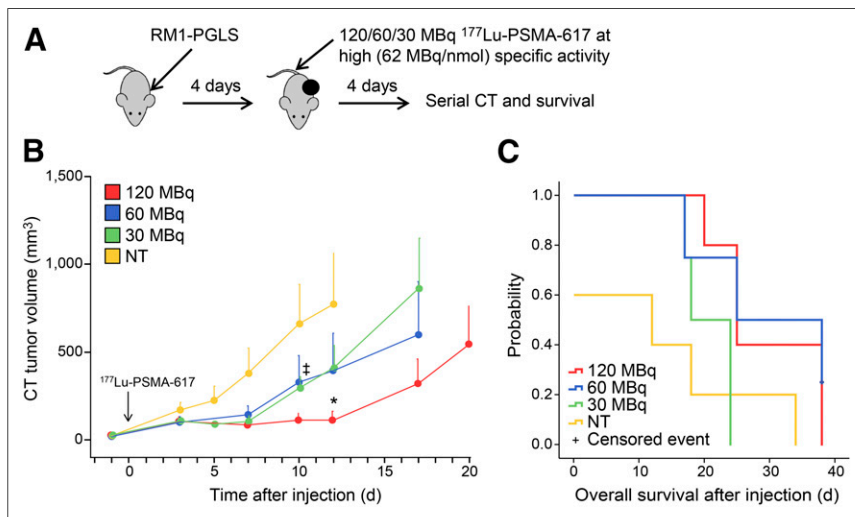 A
RM1-PGLS
120/60/30 MBq ¹⁷⁷Lu-PSMA-617 at
high (62 MBq/nmol) specific activity
4 days
4 days
Serial CT and survival
B
CT tumor volume (mm³)
1,500
1,000
500
0
120 MBq
60 MBq
30 MBq
NT
¹⁷⁷Lu-PSMA-617
‡
*
0
5
10
15
20
Time after injection (d)
C
Probability
1.0
0.8
0.6
0.4
0.2
0.0
120 MBq
60 MBq
30 MBq
NT
+ Censored event
0
20
30
40
Overall survival after injection (d)